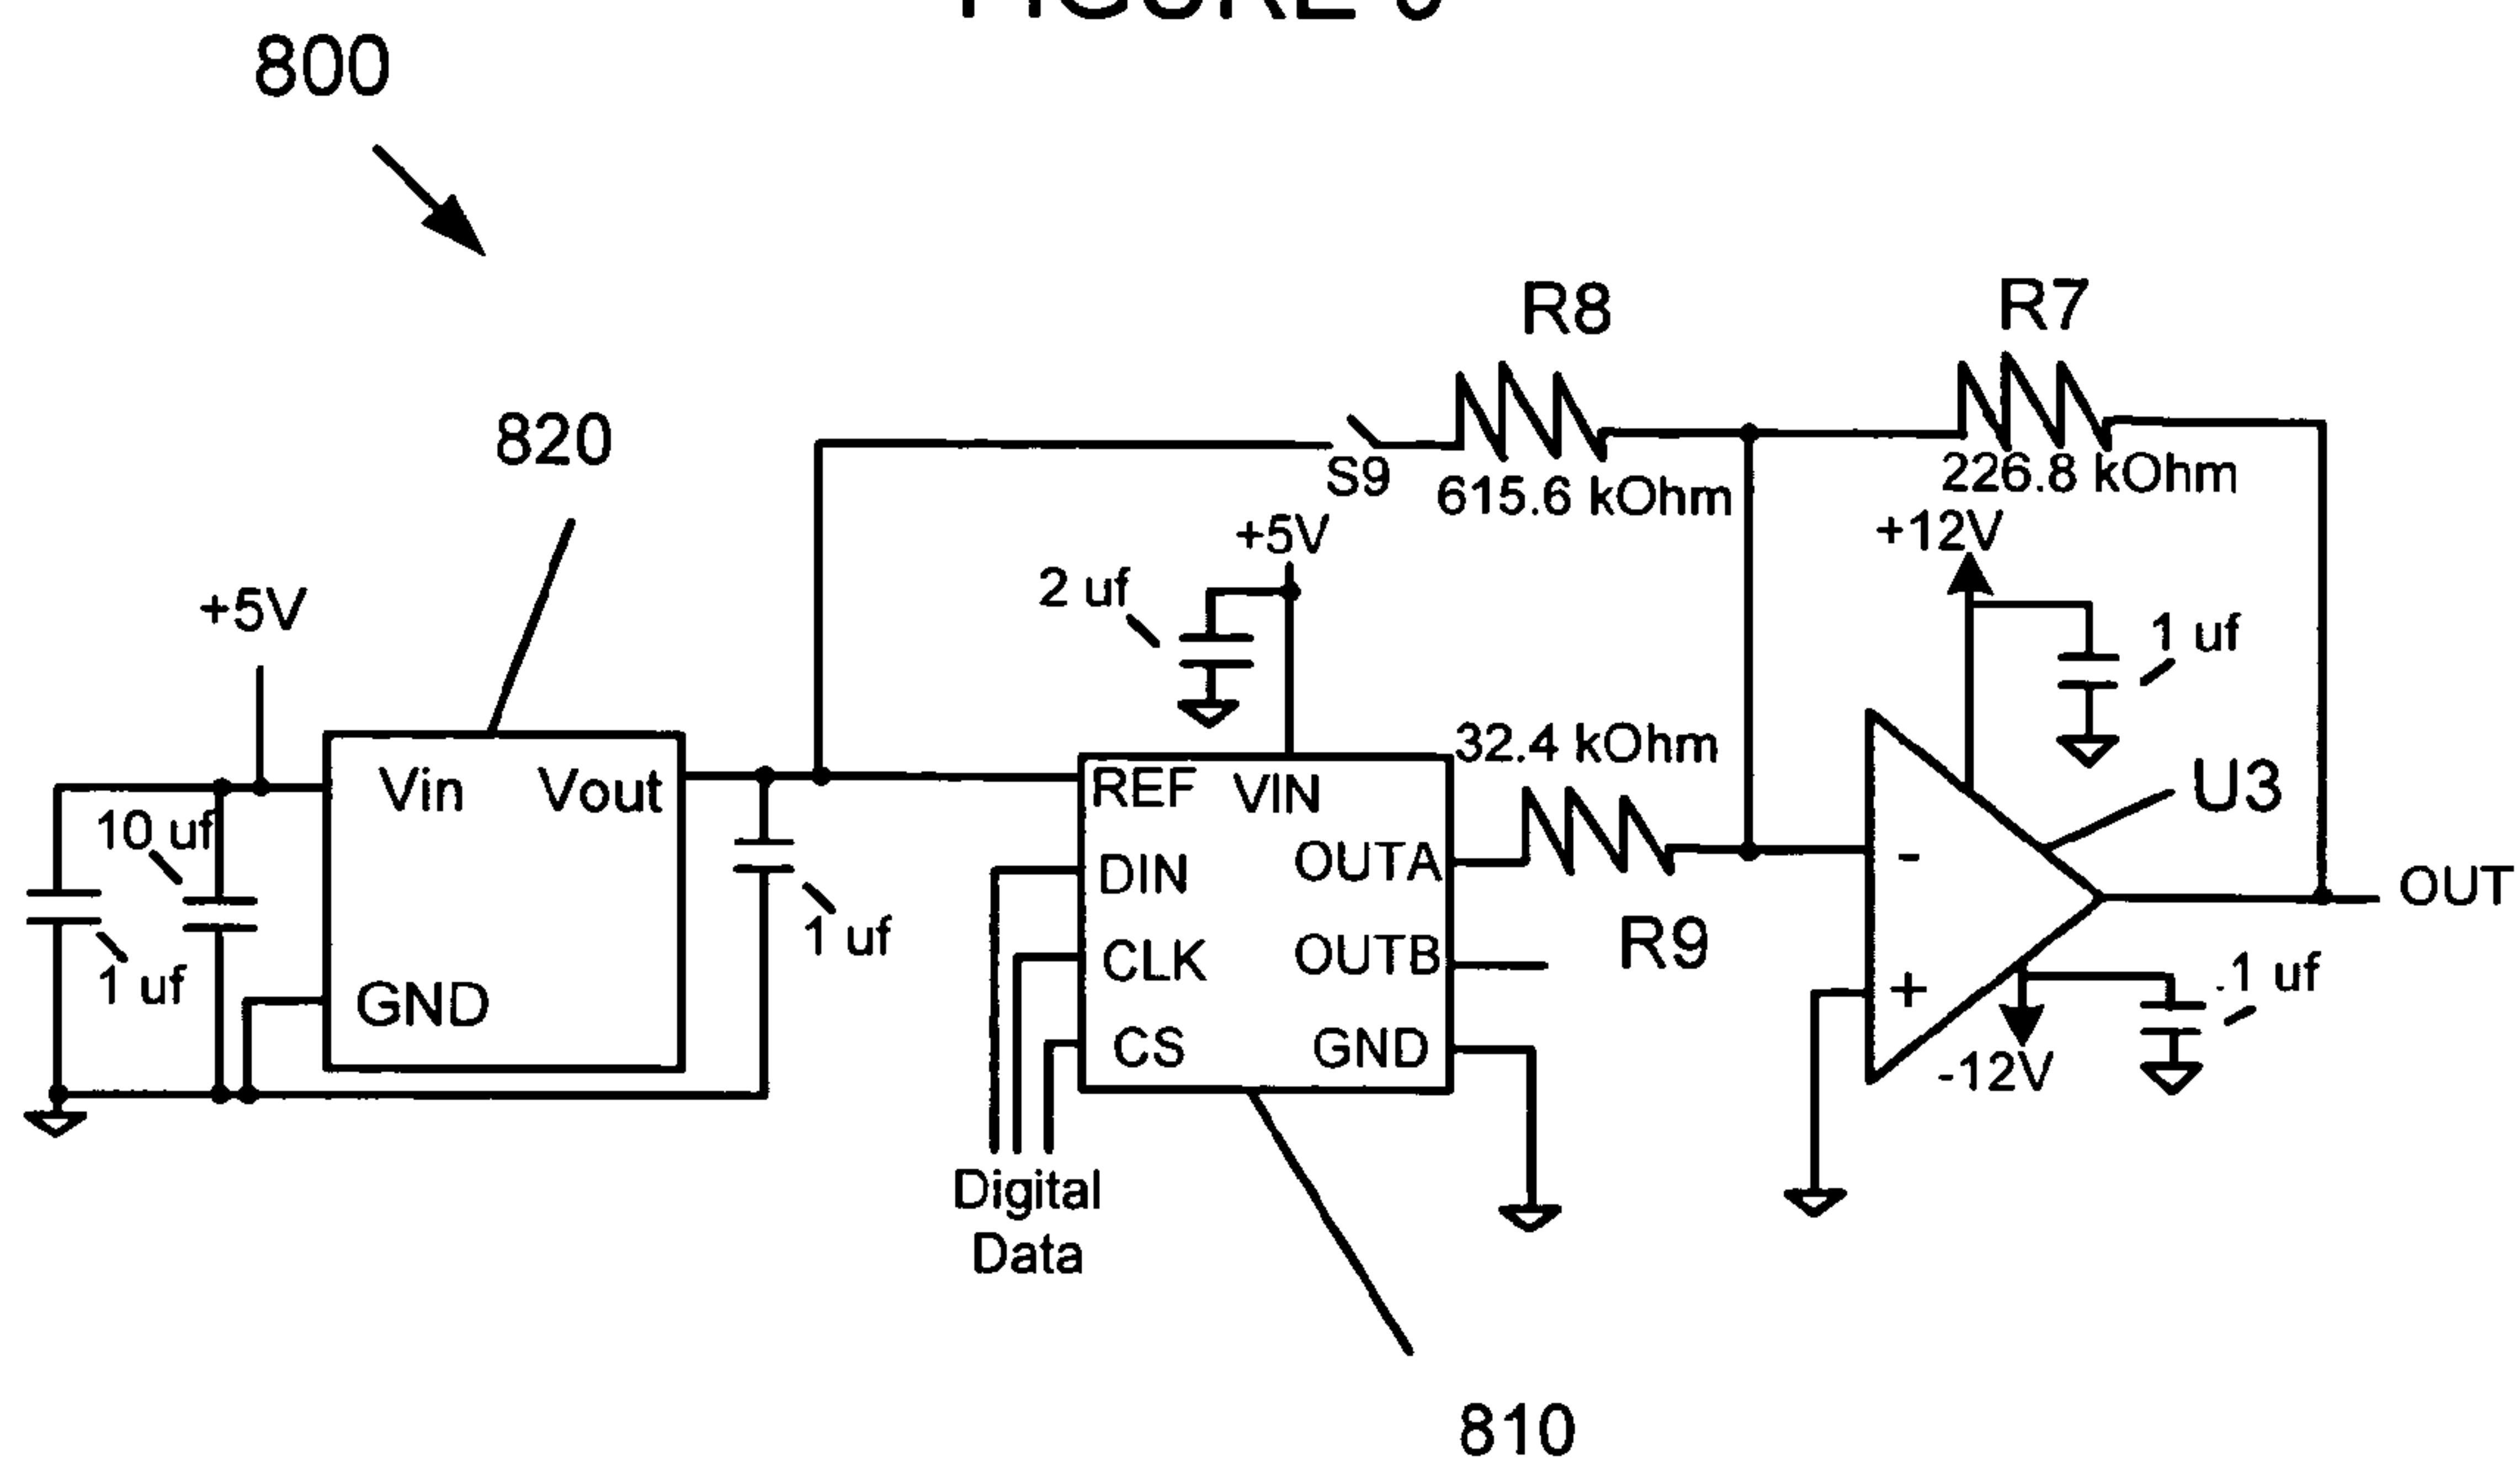 800
R8
R7
820
S9
615.6 kOhm
226.8 kOhm
+5V
+12V
2 uf
+5V
1 uf
32.4 kOhm
U3
Vin
Vout
REF
VIN
10 uf
DIN
OUTA
-
OUT
1 uf
R9
CLK
OUTB
1 uf
GND
+
.1 uf
CS
GND
-12V
Digital
Data
810